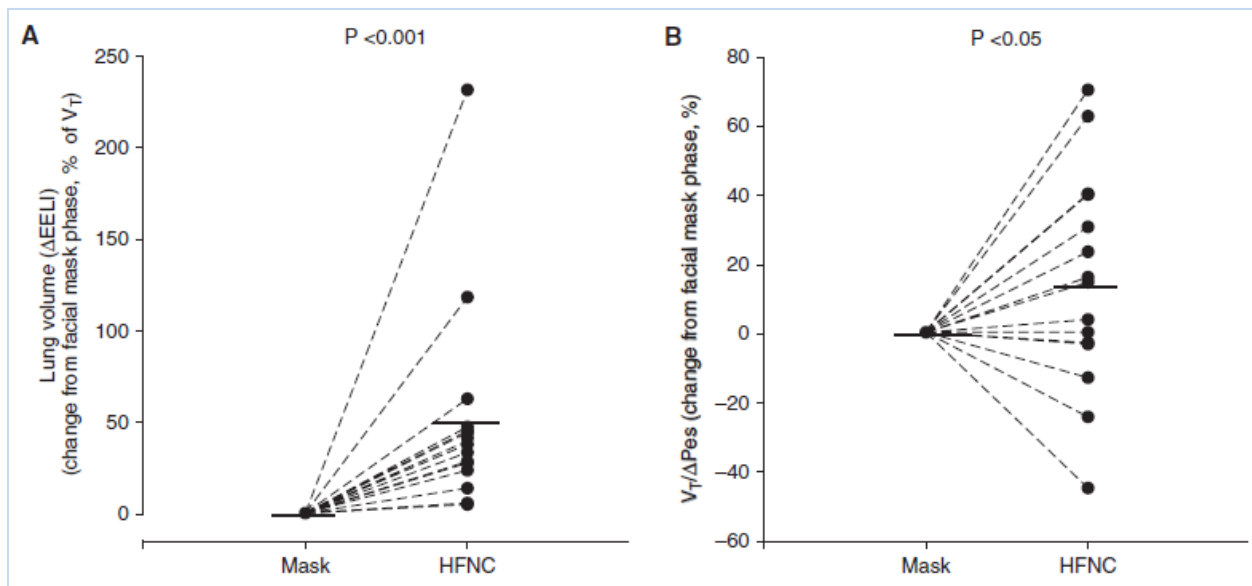 A
P <0.001
250
200
150
100
50
0
Lung volume (ΔEELI)
(change from facial mask phase, % of VT)
Mask
HFNC
B
P <0.05
80
60
40
20
0
–20
–40
–60
VT/ΔPes (change from facial mask phase, %)
Mask
HFNC